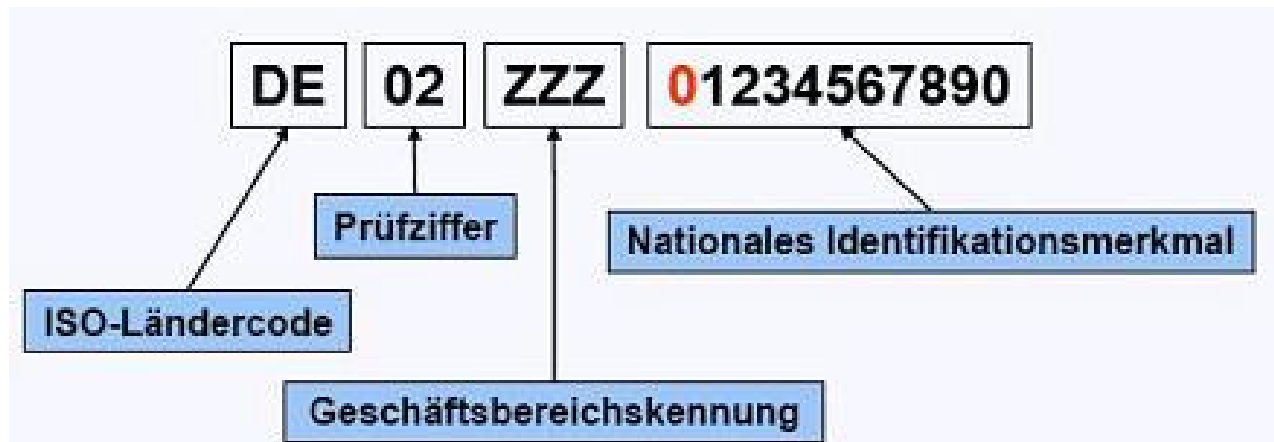 DE 02 ZZZ 01234567890
Prüfziffer
Nationales Identifikationsmerkmal
ISO-Ländercode
Geschäftsbereichskennung